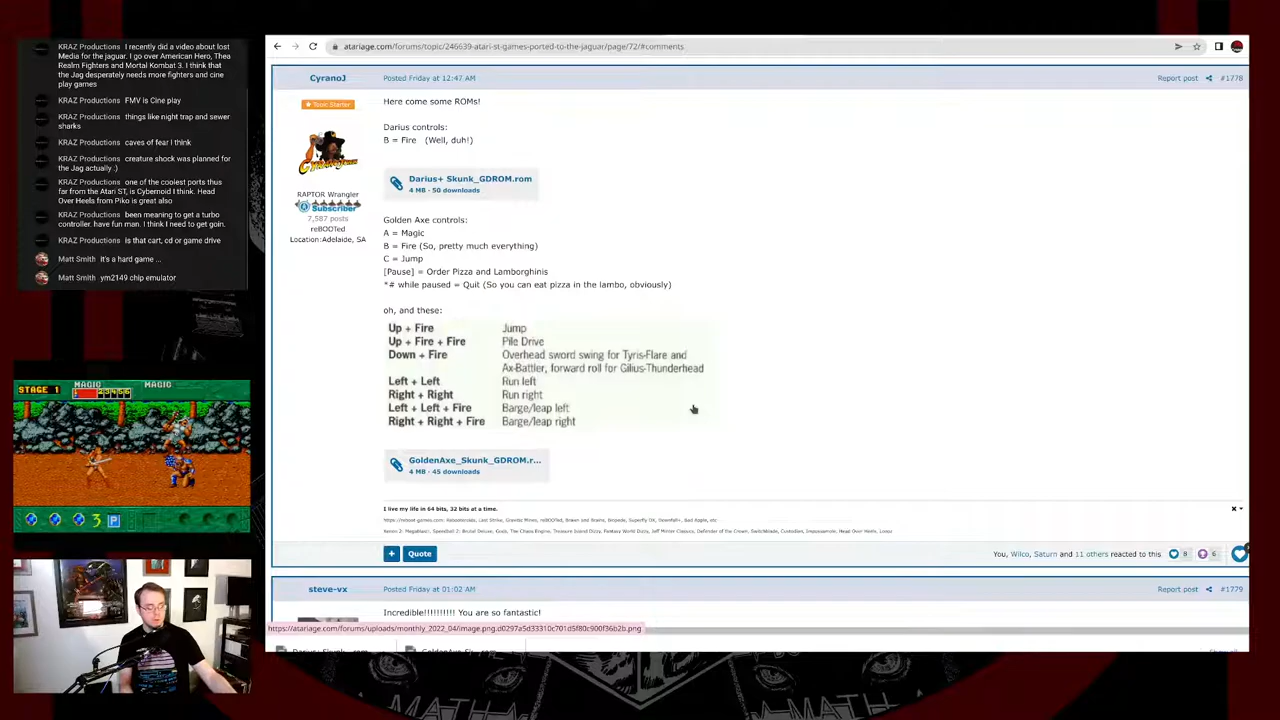 KRAZ Productions I recently did a video about lost
Media for the jaguar. I go over American Hero, Thea
Realm Fighters and Mortal Kombat 3. I think that
the Jag desperately needs more fighters and cine
play games
KRAZ Productions FMV is Cine play
KRAZ Productions things like night trap and sewer
sharks
KRAZ Productions caves of fear I think
KRAZ Productions creature shock was planned for
the Jag actually :)
KRAZ Productions one of the coolest ports thus
far from the Atari ST, is Cybernoid I think. Head
Over Heels from Piko is great also
KRAZ Productions been meaning to get a turbo
controller. have fun man. I think I need to get goin.
KRAZ Productions is that cart, cd or game drive
Matt Smith It's a hard game ...
Matt Smith ym2149 chip emulator
STAGE 1
MAGIC
MAGIC
3 P
atariage.com/forums/topic/246639-atari-st-games-ported-to-the-jaguar/page/72/#comments
CyranoJ
Posted Friday at 12:47 AM
Report post
#1778
Topic Starter
RAPTOR Wrangler
Subscriber
7,587 posts
reBOOTed
Location:Adelaide, SA
Here come some ROMs!
Darius controls:
B = Fire (Well, duh!)
Darius+ Skunk_GDROM.rom
4 MB · 50 downloads
Golden Axe controls:
A = Magic
B = Fire (So, pretty much everything)
C = Jump
[Pause] = Order Pizza and Lamborghinis
*# while paused = Quit (So you can eat pizza in the lambo, obviously)
oh, and these:
Up + Fire Jump
Up + Fire + Fire Pile Drive
Down + Fire Overhead sword swing for Tyris-Flare and
Ax-Battler, forward roll for Gilius-Thunderhead
Left + Left Run left
Right + Right Run right
Left + Left + Fire Barge/leap left
Right + Right + Fire Barge/leap right
GoldenAxe_Skunk_GDROM.r...
4 MB · 45 downloads
I live my life in 64 bits, 32 bits at a time.
+ Quote
You, Wilco, Saturn and 11 others reacted to this
8
6
steve-vx
Posted Friday at 01:02 AM
Report post
#1779
Incredible!!!!!!!!!! You are so fantastic!